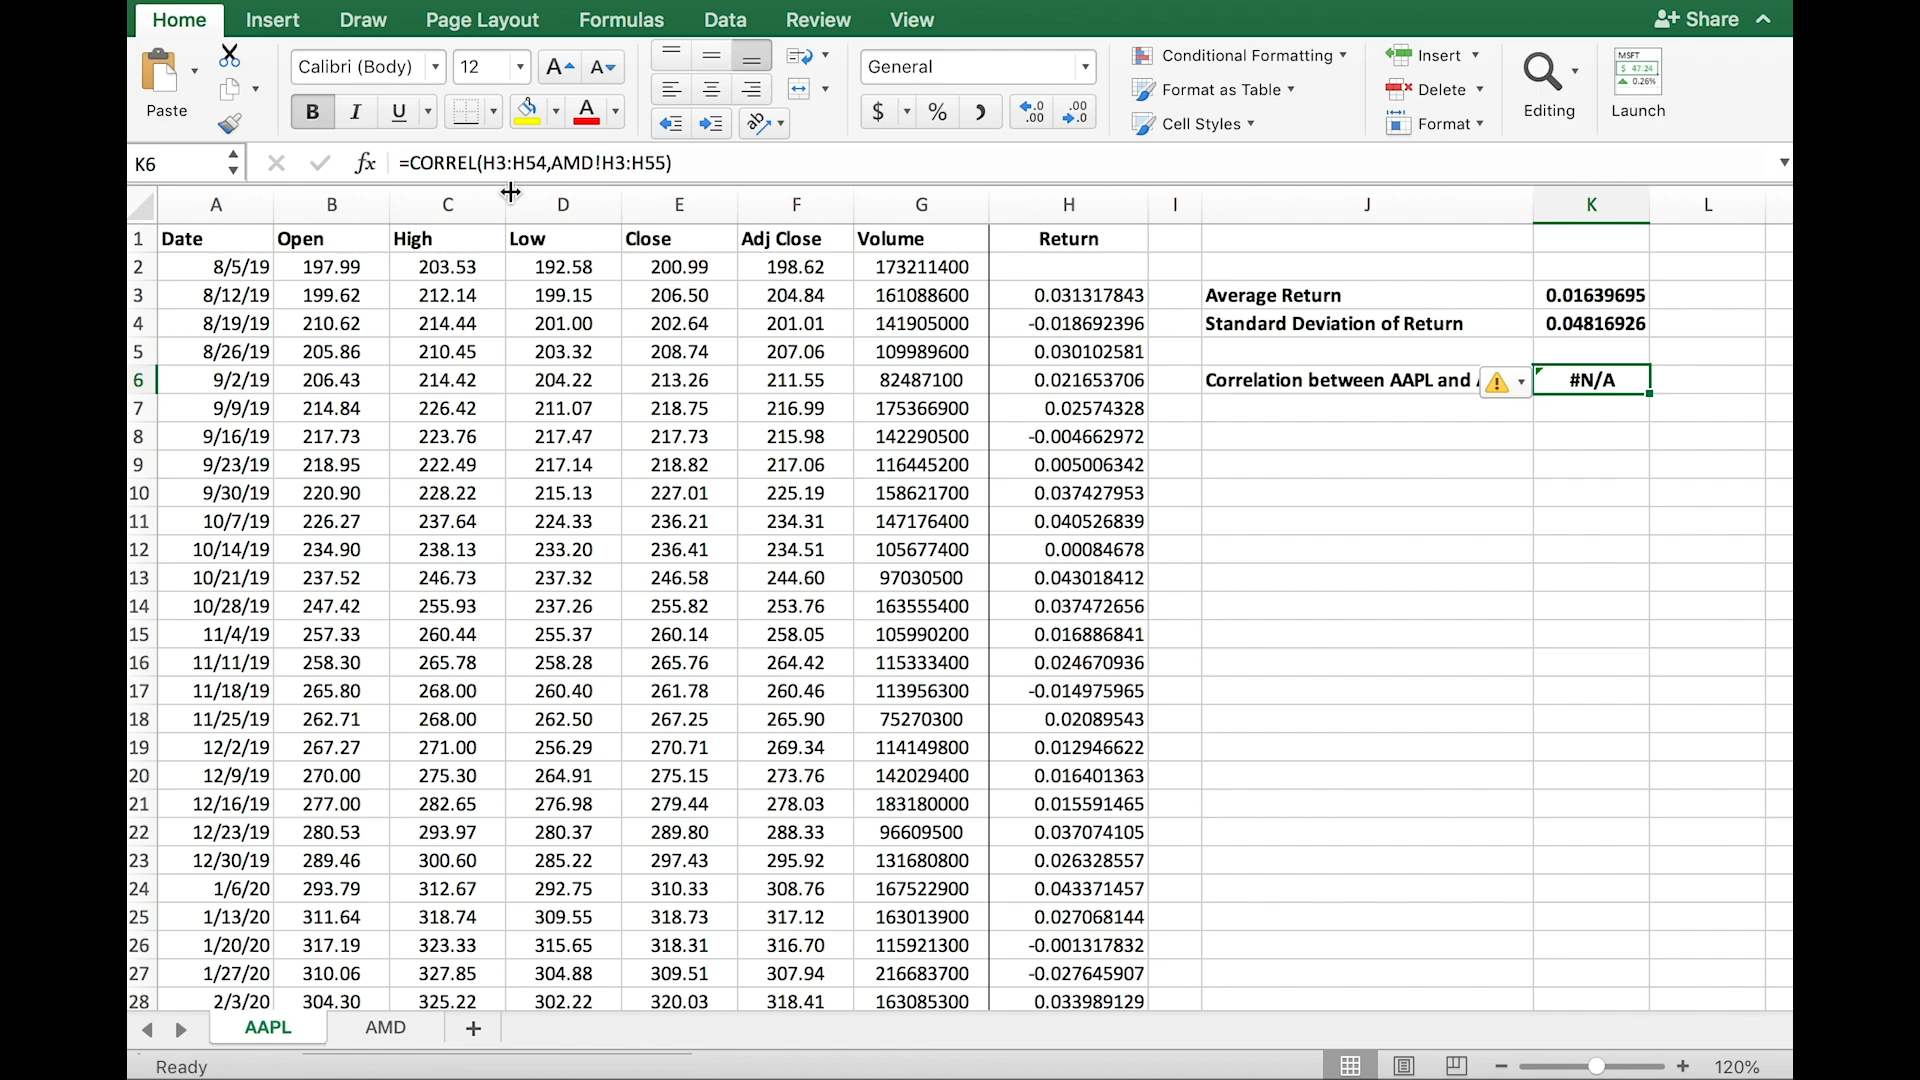 Home Insert Draw Page Layout Formulas Data Review View Share
Calibri (Body) 12 A A General Conditional Formatting Insert MSFT
$ 47.24
0.26%
Format as Table Delete
Paste B I U A $ % .0 .00 .00 .0 Cell Styles Format Editing Launch
K6 fx =CORREL(H3:H54,AMD!H3:H55)
A B C D E F G H I J K L
1 Date Open High Low Close Adj Close Volume Return
2 8/5/19 197.99 203.53 192.58 200.99 198.62 173211400
3 8/12/19 199.62 212.14 199.15 206.50 204.84 161088600 0.031317843 Average Return 0.01639695
4 8/19/19 210.62 214.44 201.00 202.64 201.01 141905000 -0.018692396 Standard Deviation of Return 0.04816926
5 8/26/19 205.86 210.45 203.32 208.74 207.06 109989600 0.030102581
6 9/2/19 206.43 214.42 204.22 213.26 211.55 82487100 0.021653706 Correlation between AAPL and #N/A
7 9/9/19 214.84 226.42 211.07 218.75 216.99 175366900 0.02574328
8 9/16/19 217.73 223.76 217.47 217.73 215.98 142290500 -0.004662972
9 9/23/19 218.95 222.49 217.14 218.82 217.06 116445200 0.005006342
10 9/30/19 220.90 228.22 215.13 227.01 225.19 158621700 0.037427953
11 10/7/19 226.27 237.64 224.33 236.21 234.31 147176400 0.040526839
12 10/14/19 234.90 238.13 233.20 236.41 234.51 105677400 0.00084678
13 10/21/19 237.52 246.73 237.32 246.58 244.60 97030500 0.043018412
14 10/28/19 247.42 255.93 237.26 255.82 253.76 163555400 0.037472656
15 11/4/19 257.33 260.44 255.37 260.14 258.05 105990200 0.016886841
16 11/11/19 258.30 265.78 258.28 265.76 264.42 115333400 0.024670936
17 11/18/19 265.80 268.00 260.40 261.78 260.46 113956300 -0.014975965
18 11/25/19 262.71 268.00 262.50 267.25 265.90 75270300 0.02089543
19 12/2/19 267.27 271.00 256.29 270.71 269.34 114149800 0.012946622
20 12/9/19 270.00 275.30 264.91 275.15 273.76 142029400 0.016401363
21 12/16/19 277.00 282.65 276.98 279.44 278.03 183180000 0.015591465
22 12/23/19 280.53 293.97 280.37 289.80 288.33 96609500 0.037074105
23 12/30/19 289.46 300.60 285.22 297.43 295.92 131680800 0.026328557
24 1/6/20 293.79 312.67 292.75 310.33 308.76 167522900 0.043371457
25 1/13/20 311.64 318.74 309.55 318.73 317.12 163013900 0.027068144
26 1/20/20 317.19 323.33 315.65 318.31 316.70 115921300 -0.001317832
27 1/27/20 310.06 327.85 304.88 309.51 307.94 216683700 -0.027645907
28 2/3/20 304.30 325.22 302.22 320.03 318.41 163085300 0.033989129
AAPL AMD +
Ready 120%